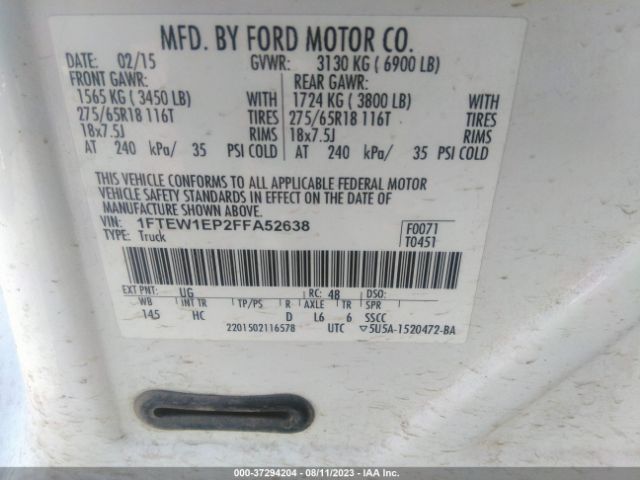 MFD. BY FORD MOTOR CO.
DATE: 02/15 GVWR: 3130 KG ( 6900 LB)
FRONT GAWR: REAR GAWR:
1565 KG ( 3450 LB) WITH 1724 KG ( 3800 LB) WITH
275/65R18 116T TIRES 275/65R18 116T TIRES
18x7.5J RIMS 18x7.5J RIMS
AT 240 kPa/ 35 PSI COLD AT 240 kPa/ 35 PSI COLD
THIS VEHICLE CONFORMS TO ALL APPLICABLE FEDERAL MOTOR
VEHICLE SAFETY STANDARDS IN EFFECT ON THE DATE OF
MANUFACTURE SHOWN ABOVE.
VIN: 1FTEW1EP2FFA52638 F0071
TYPE: Truck T0451
EXT PNT: UG RC: 48 DSO:
WB INT TR TP/PS R AXLE TR SPR
145 HC D L6 6 SSCC
2201502116578 UTC ▽5U5A-1520472-BA
000-37294204 - 08/11/2023 - IAA Inc.